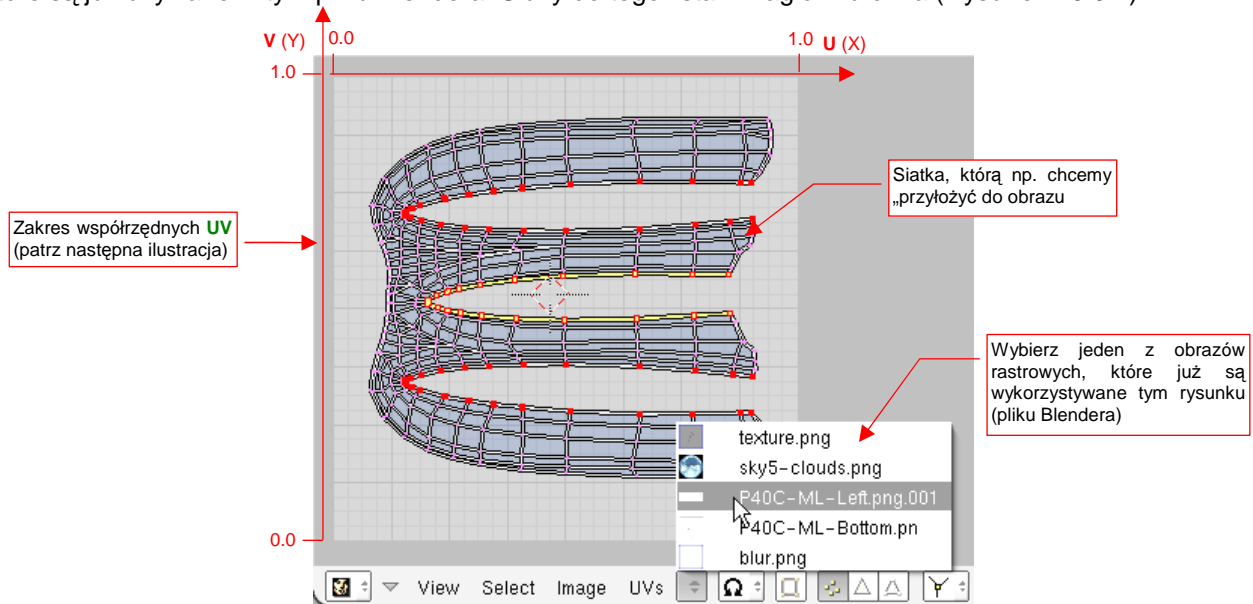 V (Y)
0.0
1.0
U (X)
1.0
Siatka, którą np. chcemy
„przyłożyć do obrazu
Zakres współrzędnych UV
(patrz następna ilustracja)
Wybierz jeden z obrazów
rastrowych, które już są
wykorzystywane tym rysunku
(pliku Blendera)
texture.png
sky5-clouds.png
P40C-ML-Left.png.001
P40C-ML-Bottom.pn
blur.png
0.0
View Select Image UVs